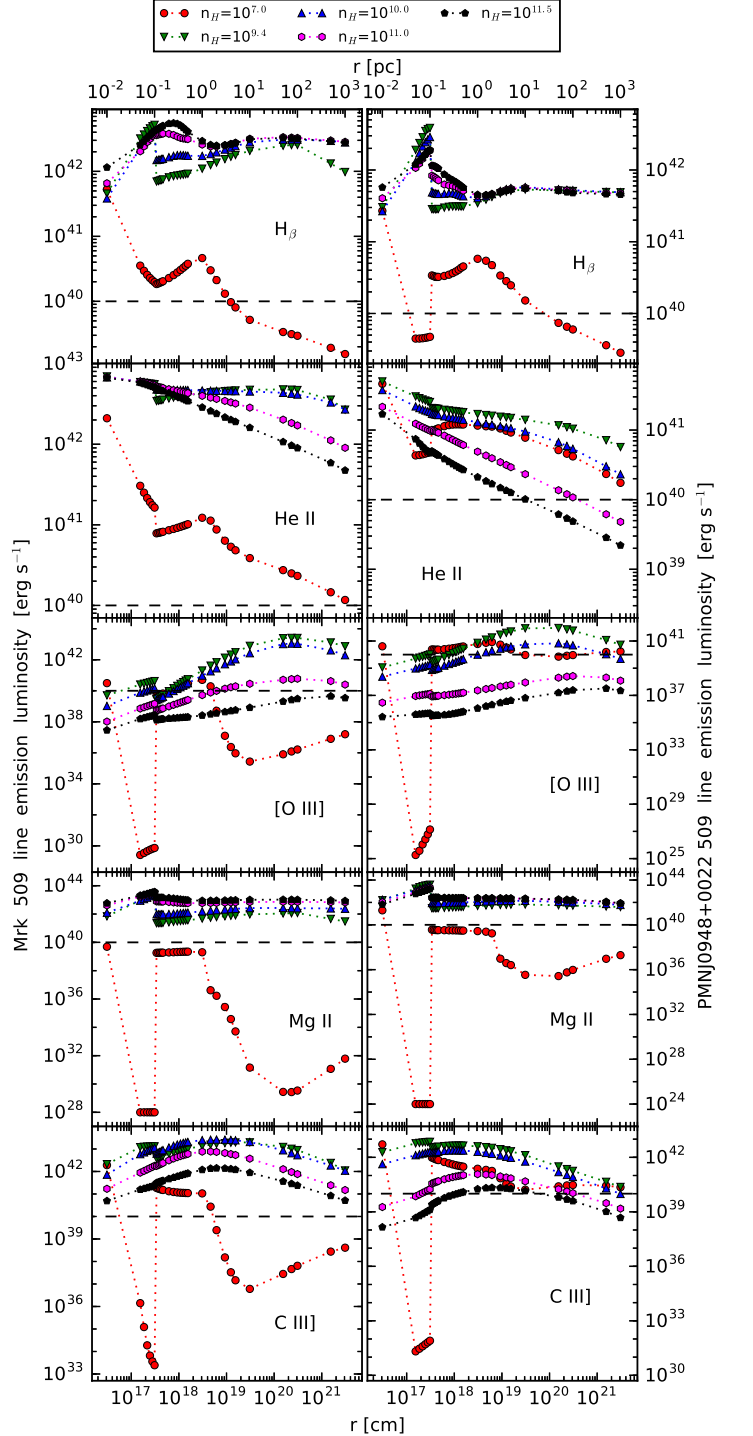 n_H=10^7.0 n_H=10^10.0 n_H=10^11.5
n_H=10^9.4 n_H=10^11.0
r [pc]
10^-2 10^-1 10^0 10^1 10^2 10^3 10^-2 10^-1 10^0 10^1 10^2 10^3
10^42 10^41 10^40 10^43
H_β
10^42 10^41 10^40
H_β
10^42 10^41 10^40
He II
10^41 10^40 10^39
He II
10^42 10^38 10^34 10^30
[O III]
10^41 10^37 10^33 10^29 10^25
[O III]
10^44 10^40 10^36 10^32 10^28
Mg II
10^44 10^40 10^36 10^32 10^28 10^24
Mg II
10^42 10^39 10^36 10^33
C III]
10^42 10^39 10^36 10^33 10^30
C III]
10^17 10^18 10^19 10^20 10^21 10^17 10^18 10^19 10^20 10^21
r [cm]
Mrk 509 line emission luminosity [erg s^-1]
PMNJ0948+0022 509 line emission luminosity [erg s^-1]